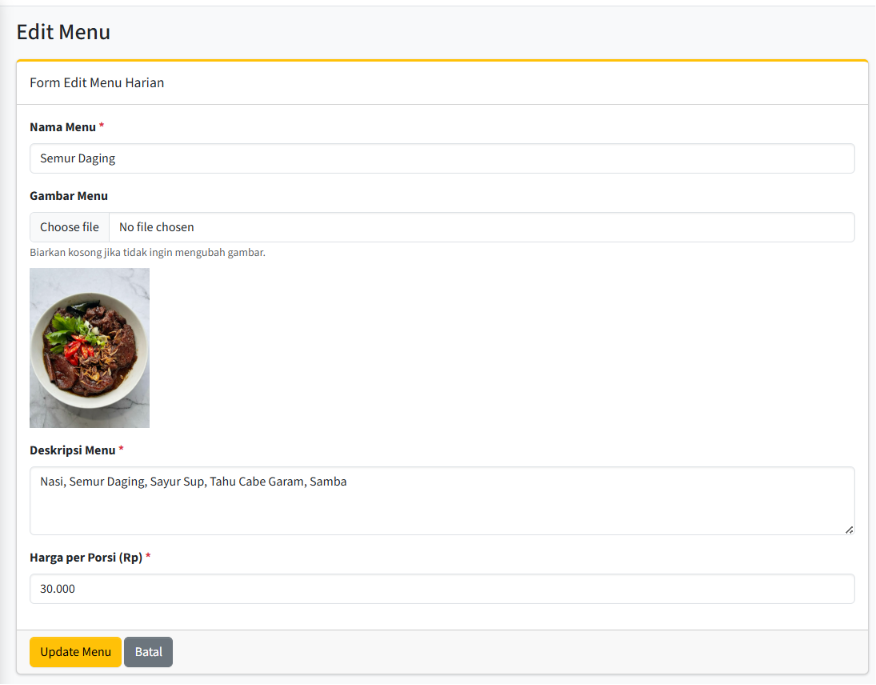 Edit Menu
Form Edit Menu Harian
Nama Menu *
Semur Daging
Gambar Menu
Choose file No file chosen
Biarkan kosong jika tidak ingin mengubah gambar.
Deskripsi Menu *
Nasi, Semur Daging, Sayur Sup, Tahu Cabe Garam, Samba
Harga per Porsi (Rp) *
30.000
Update Menu Batal